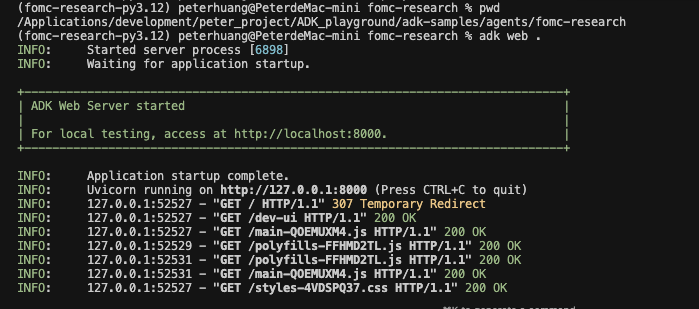 (fomc-research-py3.12) peterhuang@PeterdeMac-mini fomc-research % pwd
/Applications/development/peter_project/ADK_playground/adk-samples/agents/fomc-research
(fomc-research-py3.12) peterhuang@PeterdeMac-mini fomc-research % adk web .
INFO:     Started server process [6898]
INFO:     Waiting for application startup.
+-----------------------------------------------------------------------------+
| ADK Web Server started                                                      |
|                                                                             |
| For local testing, access at http://localhost:8000.                         |
+-----------------------------------------------------------------------------+
INFO:     Application startup complete.
INFO:     Uvicorn running on http://127.0.0.1:8000 (Press CTRL+C to quit)
INFO:     127.0.0.1:52527 - "GET / HTTP/1.1" 307 Temporary Redirect
INFO:     127.0.0.1:52527 - "GET /dev-ui HTTP/1.1" 200 OK
INFO:     127.0.0.1:52527 - "GET /main-QOEMUXM4.js HTTP/1.1" 200 OK
INFO:     127.0.0.1:52529 - "GET /polyfills-FFHMD2TL.js HTTP/1.1" 200 OK
INFO:     127.0.0.1:52531 - "GET /polyfills-FFHMD2TL.js HTTP/1.1" 200 OK
INFO:     127.0.0.1:52531 - "GET /main-QOEMUXM4.js HTTP/1.1" 200 OK
INFO:     127.0.0.1:52527 - "GET /styles-4VDSPQ37.css HTTP/1.1" 200 OK